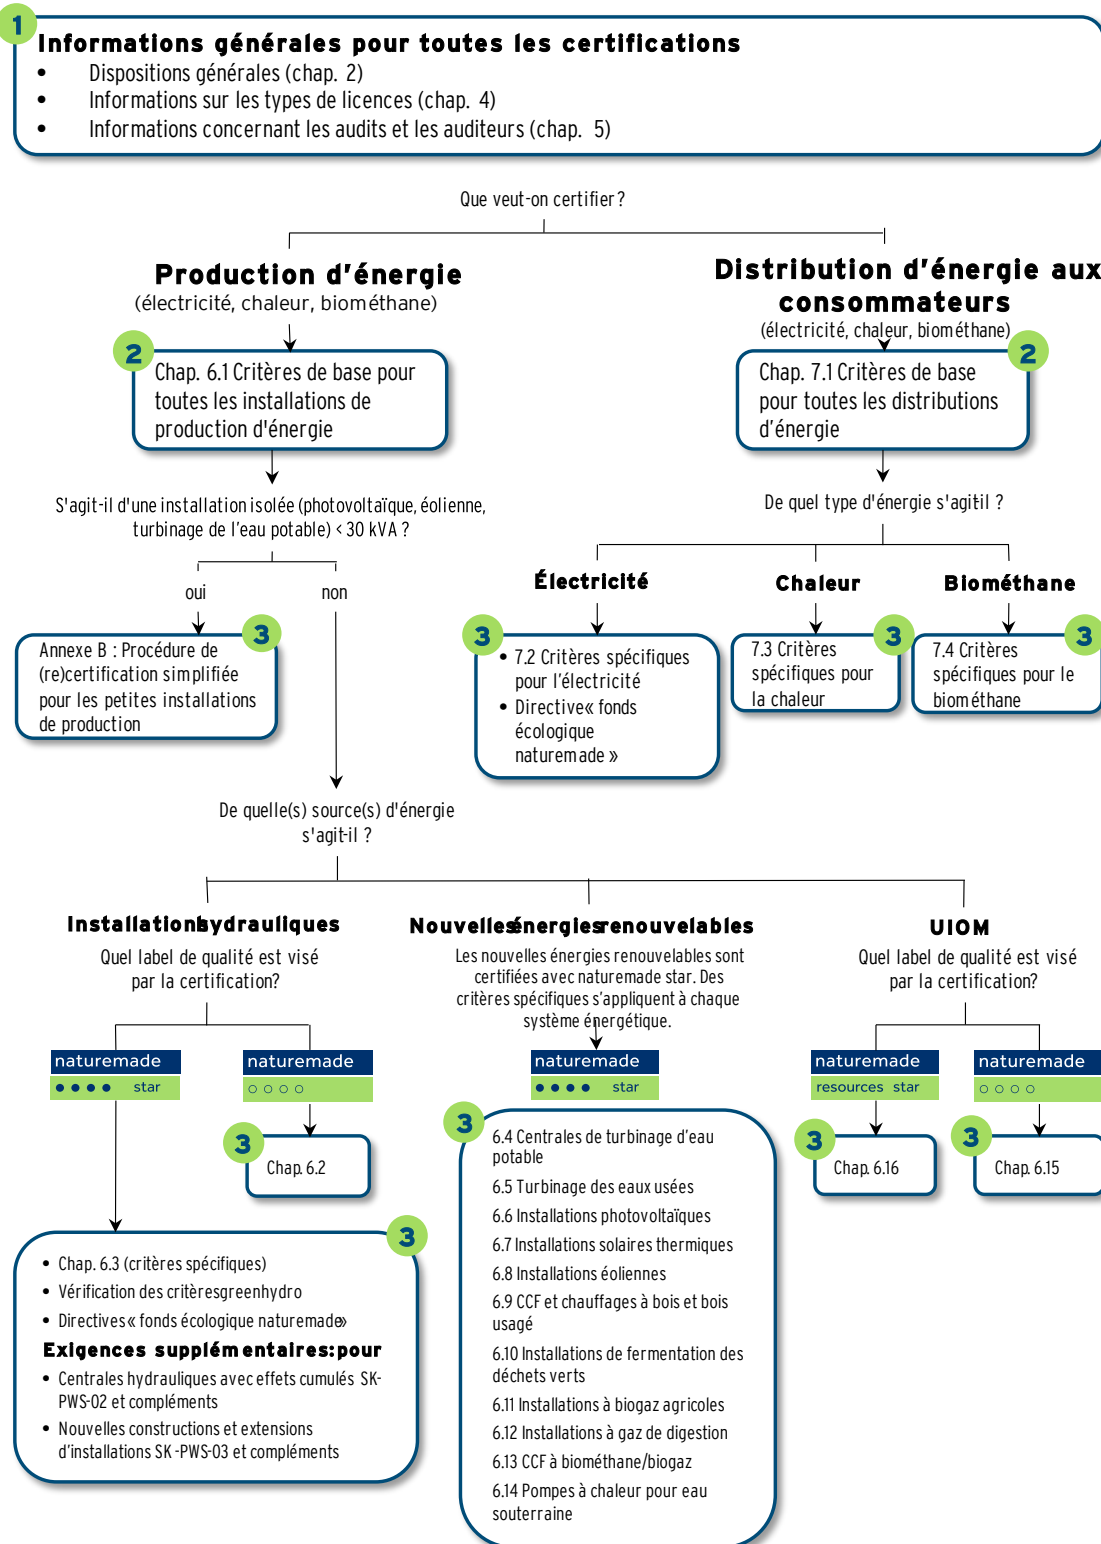 1
Informations générales pour toutes les certifications
• Dispositions générales (chap. 2)
• Informations sur les types de licences (chap. 4)
• Informations concernant les audits et les auditeurs (chap. 5)
Que veut-on certifier?
Production d'énergie
(électricité, chaleur, biométhane)
2
Chap. 6.1 Critères de base pour
toutes les installations de
production d'énergie
S'agit-il d'une installation isolée (photovoltaïque, éolienne,
turbinage de l'eau potable) < 30 kVA ?
oui
non
3
Annexe B : Procédure de
(re)certification simplifiée
pour les petites installations
de production
Distribution d'énergie aux
consommateurs
(électricité, chaleur, biométhane)
2
Chap. 7.1 Critères de base
pour toutes les distributions
d'énergie
De quel type d'énergie s'agitil ?
Électricité
3
• 7.2 Critères spécifiques
pour l'électricité
• Directive« fonds
écologique
naturemade »
Chaleur
3
7.3 Critères
spécifiques pour
la chaleur
Biométhane
3
7.4 Critères
spécifiques pour le
biométhane
De quelle(s) source(s) d'énergie
s'agit-il ?
Installationshydrauliques
Quel label de qualité est visé
par la certification?
naturemade
star
naturemade
3
Chap. 6.2
3
• Chap. 6.3 (critères spécifiques)
• Vérification des critèresgreenhydro
• Directives« fonds écologique naturemade»
Exigences supplémentaires:pour
• Centrales hydrauliques avec effets cumulés SK-
PWS-02 et compléments
• Nouvelles constructions et extensions
d'installations SK -PWS-03 et compléments
Nouvellesénergiesrenouvelables
Les nouvelles énergies renouvelables sont
certifiées avec naturemade star. Des
critères spécifiques s'appliquent à chaque
système énergétique.
naturemade
star
3
6.4 Centrales de turbinage d'eau
potable
6.5 Turbinage des eaux usées
6.6 Installations photovoltaïques
6.7 Installations solaires thermiques
6.8 Installations éoliennes
6.9 CCF et chauffages à bois et bois
usagé
6.10 Installations de fermentation des
déchets verts
6.11 Installations à biogaz agricoles
6.12 Installations à gaz de digestion
6.13 CCF à biométhane/biogaz
6.14 Pompes à chaleur pour eau
souterraine
UIOM
Quel label de qualité est visé
par la certification?
naturemade
resources star
naturemade
3
Chap. 6.16
3
Chap. 6.15